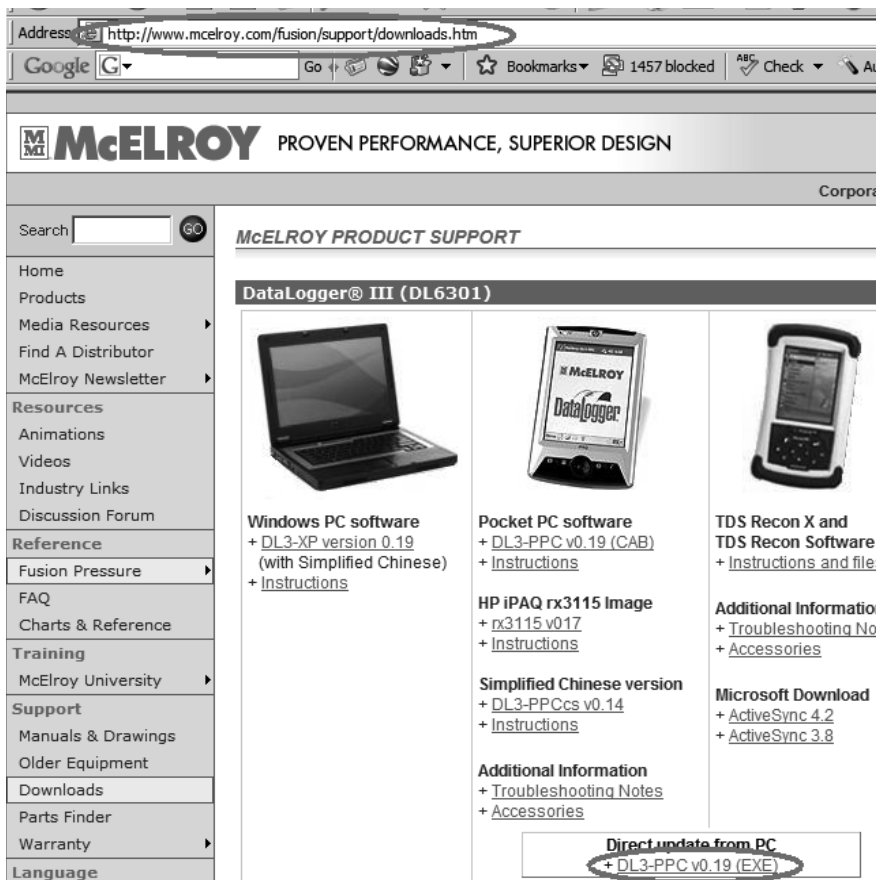 Address http://www.mcelroy.com/fusion/support/downloads.htm
Google G Go Bookmarks 1457 blocked ABC Check Au
M
MI McELROY PROVEN PERFORMANCE, SUPERIOR DESIGN
Corpora
Search GO
Home
Products
Media Resources
Find A Distributor
McElroy Newsletter
Resources
Animations
Videos
Industry Links
Discussion Forum
Reference
Fusion Pressure
FAQ
Charts & Reference
Training
McElroy University
Support
Manuals & Drawings
Older Equipment
Downloads
Parts Finder
Warranty
Language
McELROY PRODUCT SUPPORT
DataLogger® III (DL6301)
Windows PC software
+ DL3-XP version 0.19
(with Simplified Chinese)
+ Instructions
McELROY
DataLogger
Pocket PC software
+ DL3-PPC v0.19 (CAB)
+ Instructions
HP iPAQ rx3115 Image
+ rx3115 v017
+ Instructions
Simplified Chinese version
+ DL3-PPCcs v0.14
+ Instructions
Additional Information
+ Troubleshooting Notes
+ Accessories
Direct update from PC
+ DL3-PPC v0.19 (EXE)
TDS Recon X and
TDS Recon Software
+ Instructions and files
Additional Information
+ Troubleshooting No
+ Accessories
Microsoft Download
+ ActiveSync 4.2
+ ActiveSync 3.8